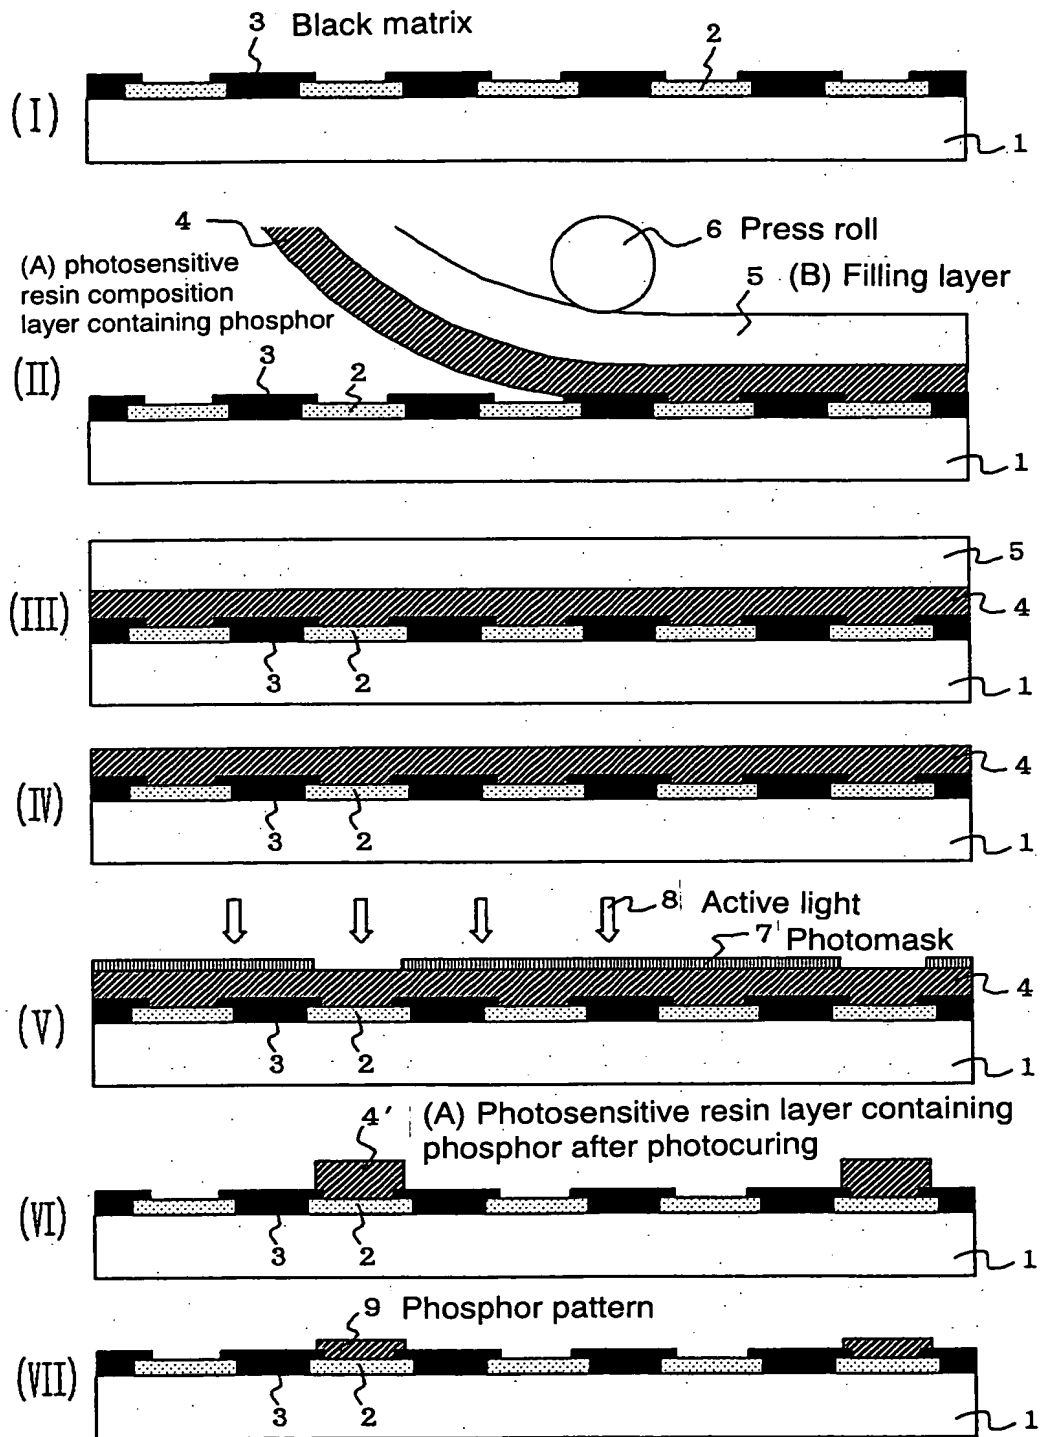 3 Black matrix
2
(I)
1
4
6 Press roll
(A) photosensitive
resin composition
layer containing phosphor
5 (B) Filling layer
3
2
(II)
1
5
(III)
4
3
2
1
4
(IV)
3
2
1
8 Active light
7 Photomask
4
(V)
3
2
1
4' (A) Photosensitive resin layer containing
phosphor after photocuring
(VI)
3
2
1
9 Phosphor pattern
(VII)
3
2
1